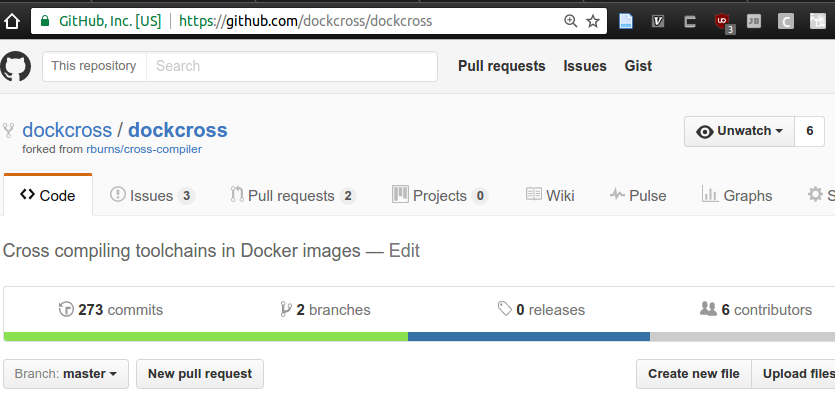 GitHub, Inc. [US] https://github.com/dockcross/dockcross
UD 3 JB C
This repository Search Pull requests Issues Gist
dockcross / dockcross Unwatch 6
forked from rburns/cross-compiler
Code Issues 3 Pull requests 2 Projects 0 Wiki Pulse Graphs S
Cross compiling toolchains in Docker images — Edit
273 commits 2 branches 0 releases 6 contributors
Branch: master New pull request Create new file Upload files